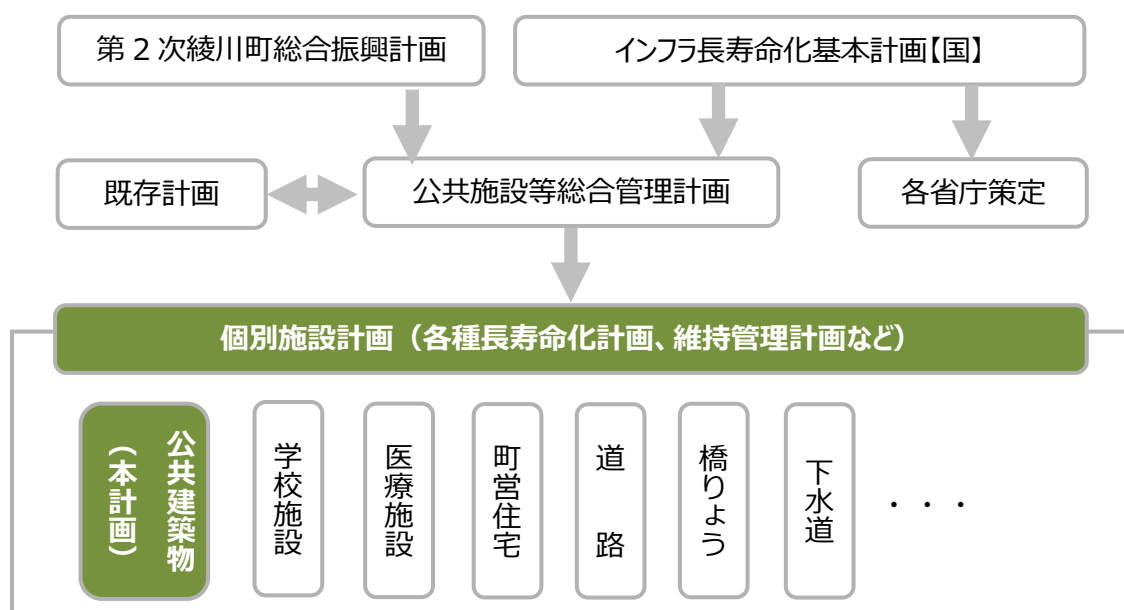 第2次綾川町総合振興計画
インフラ長寿命化基本計画【国】
既存計画
公共施設等総合管理計画
各省庁策定
個別施設計画（各種長寿命化計画、維持管理計画など）
公共建築物
（本計画）
学校施設
医療施設
町営住宅
道　路
橋りょう
下水道
・・・